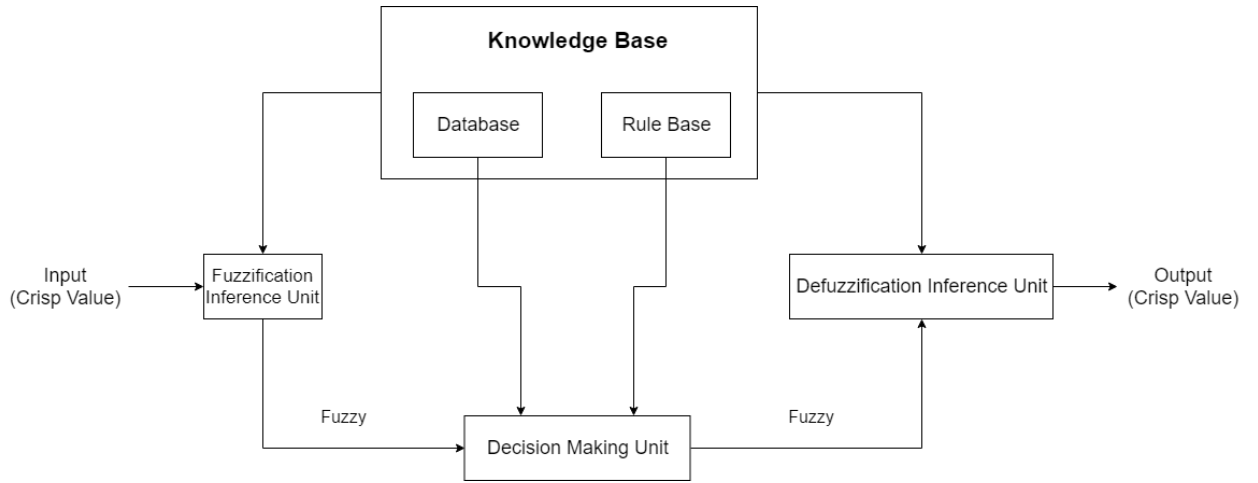 Knowledge Base
Database
Rule Base
Input
(Crisp Value)
Fuzzification
Inference Unit
Defuzzification Inference Unit
Output
(Crisp Value)
Fuzzy
Decision Making Unit
Fuzzy